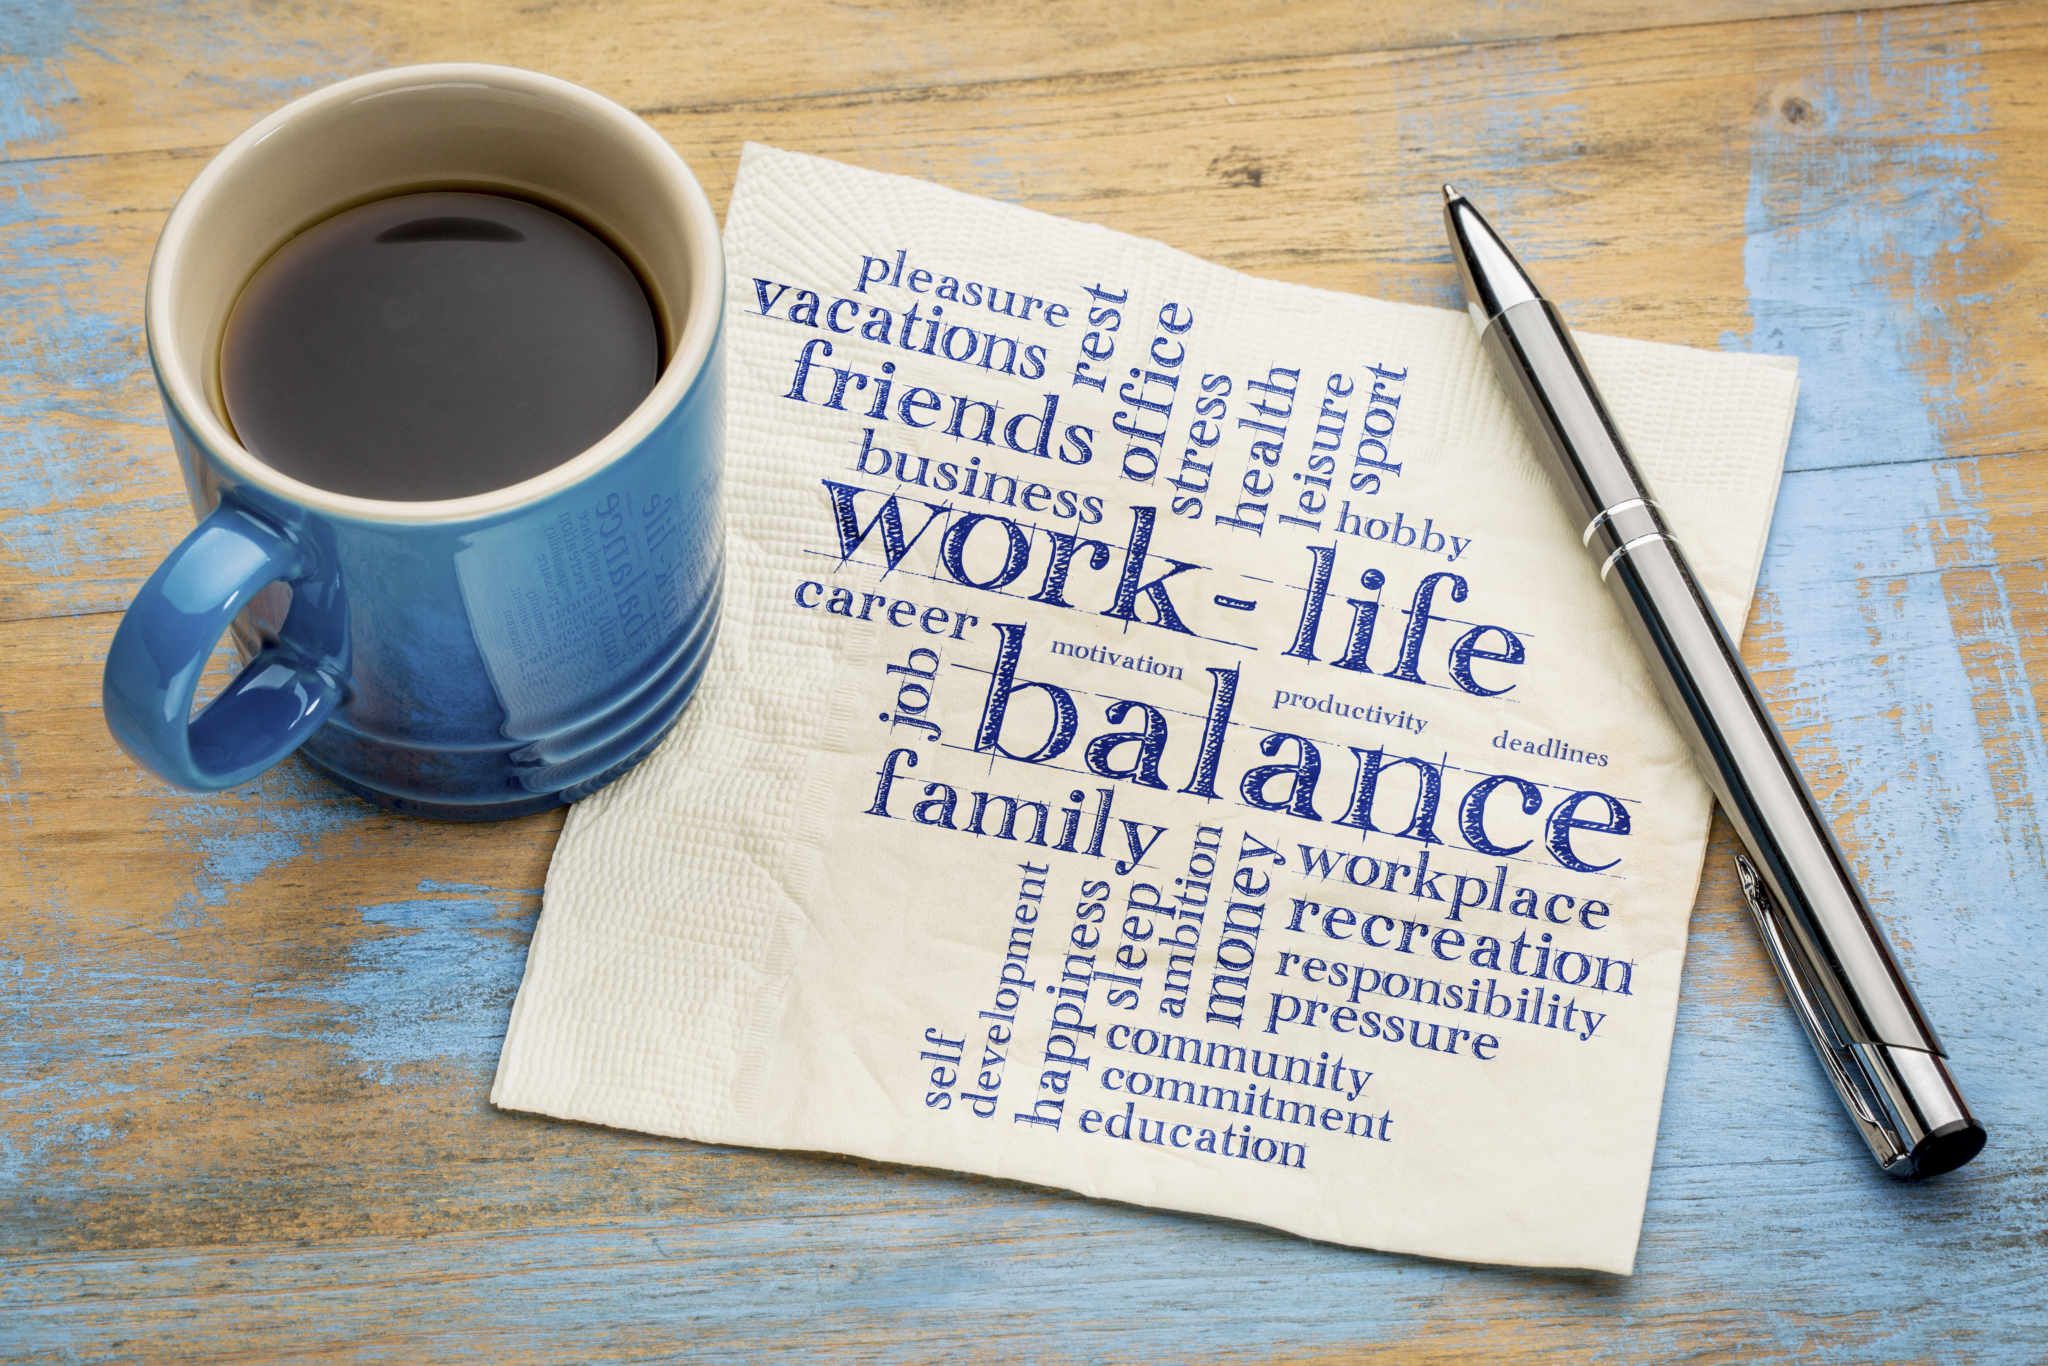 pleasure
vacations
rest
friends
office
stress
health
leisure
sport
business
hobby
work-life
career
motivation
job
balance
productivity
deadlines
family
workplace
recreation
responsibility
pressure
money
ambition
sleep
happiness
self
development
community
commitment
education